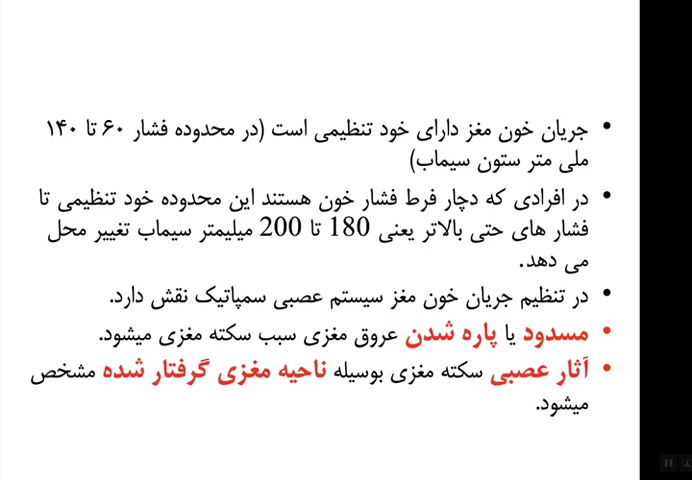 • جریان خون مغز دارای خود تنظیمی است (در محدوده فشار ۶۰ تا ۱۴۰
ملی متر ستون سیماب)
• در افرادی که دچار فرط فشار خون هستند این محدوده خود تنظیمی تا
فشار های حتی بالاتر یعنی 180 تا 200 میلیمتر سیماب تغییر محل
می دهد.
• در تنظیم جریان خون مغز سیستم عصبی سمپاتیک نقش دارد.
• مسدود یا پاره شدن عروق مغزی سبب سکته مغزی میشود.
• آثار عصبی سکته مغزی بوسیله ناحیه مغزی گرفتار شده مشخص
میشود.